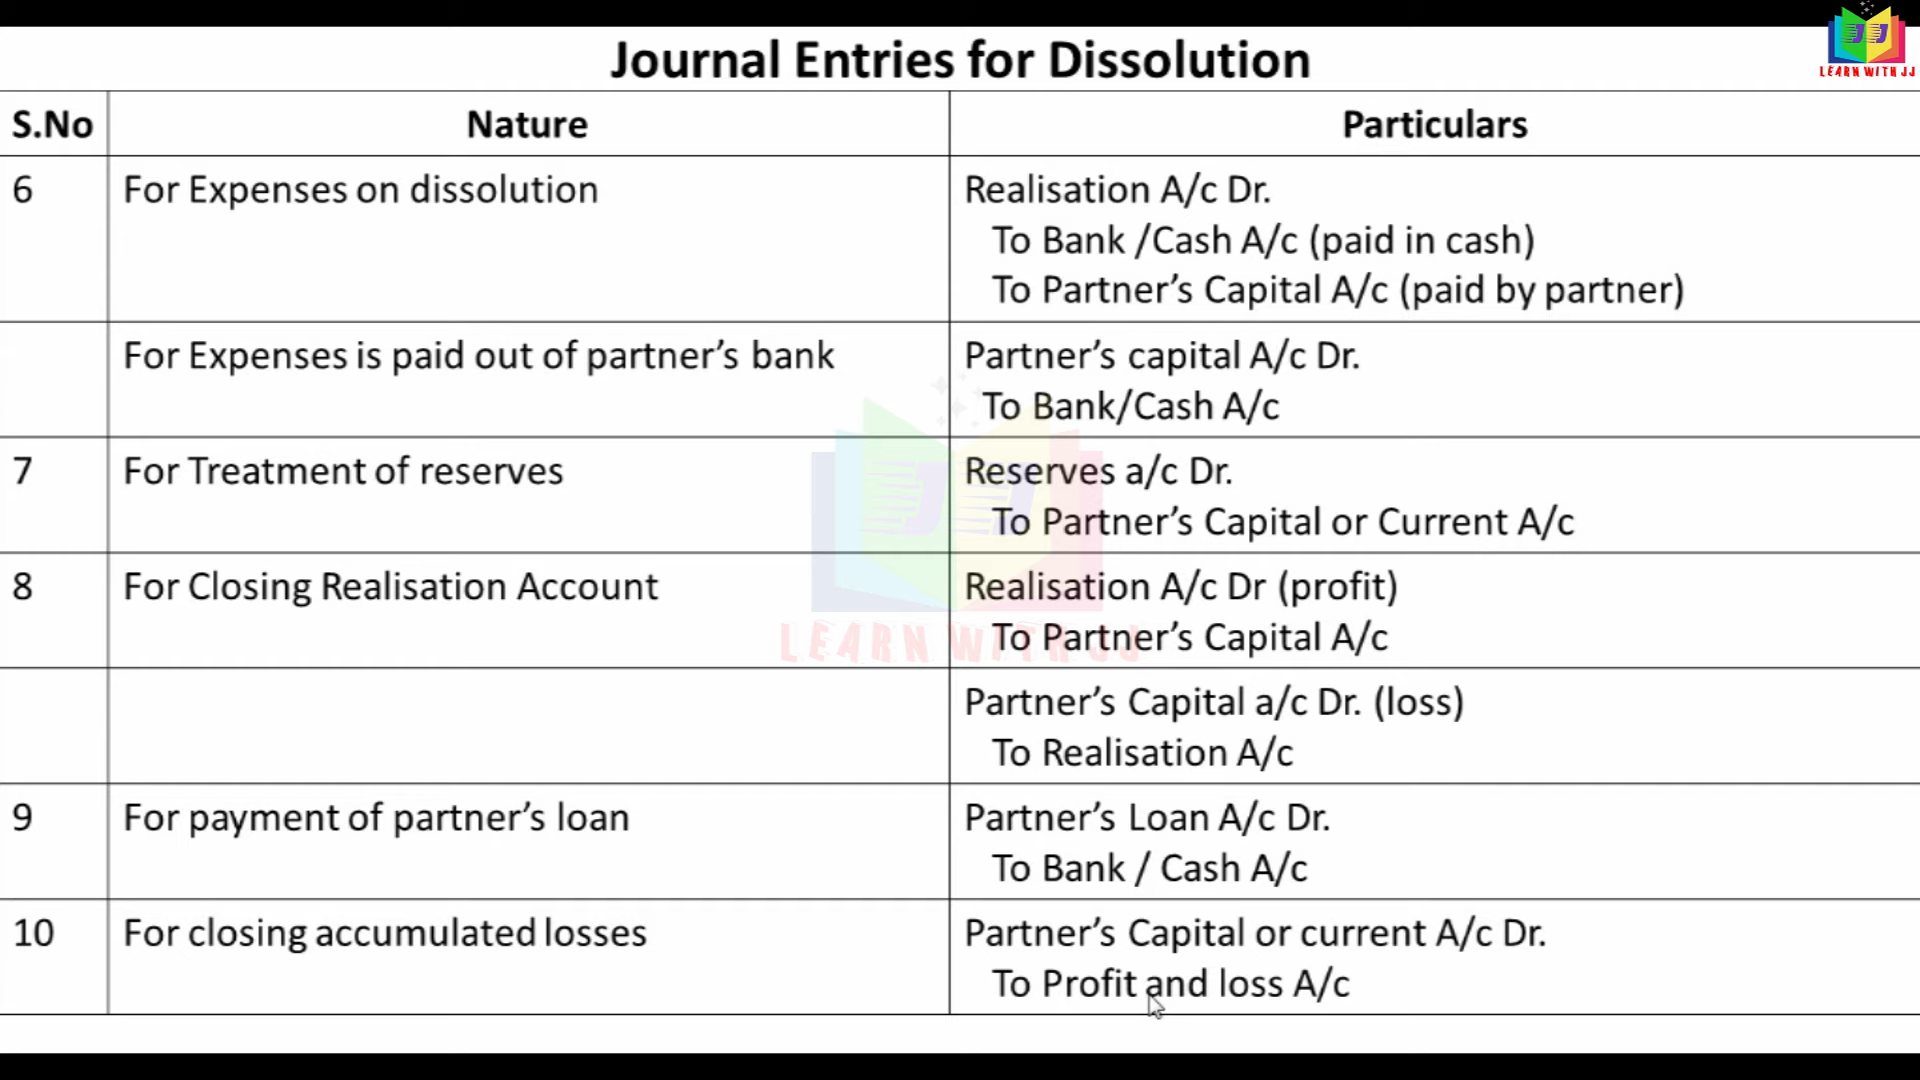 Journal Entries for Dissolution
JJ
LEARN WITH JJ
S.No Nature Particulars
6 For Expenses on dissolution Realisation A/c Dr.
To Bank /Cash A/c (paid in cash)
To Partner’s Capital A/c (paid by partner)
For Expenses is paid out of partner’s bank Partner’s capital A/c Dr.
To Bank/Cash A/c
7 For Treatment of reserves Reserves a/c Dr.
To Partner’s Capital or Current A/c
8 For Closing Realisation Account Realisation A/c Dr (profit)
To Partner’s Capital A/c
JJ
LEARN WITH JJ
Partner’s Capital a/c Dr. (loss)
To Realisation A/c
9 For payment of partner’s loan Partner’s Loan A/c Dr.
To Bank / Cash A/c
10 For closing accumulated losses Partner’s Capital or current A/c Dr.
To Profit and loss A/c